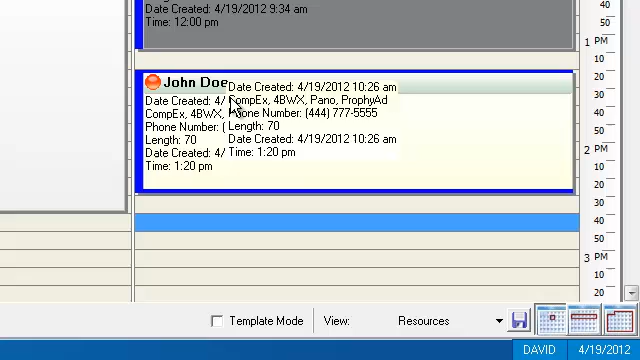 Date Created: 4/19/2012 9:34 am
Time: 12:00 pm
40
50
1 PM
10
20
30
40
50
2 PM
20
40
50
3 PM
10
20
John Doe
Date Created: 4/
CompEx, 4BWX,
Phone Number: (
Length: 70
Date Created: 4/
Time: 1:20 pm
Date Created: 4/19/2012 10:26 am
CompEx, 4BWX, Pano, ProphyAd
Phone Number: (444) 777-5555
Length: 70
Date Created: 4/19/2012 10:26 am
Time: 1:20 pm
Template Mode
View:
Resources
DAVID
4/19/2012